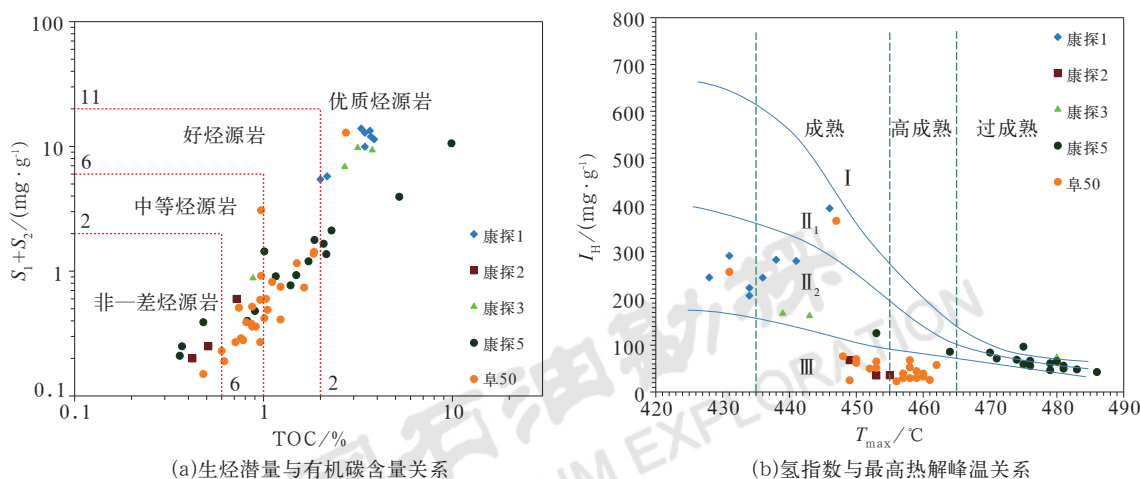 100
10
1
0.1
S₁+S₂/(mg·g⁻¹)
11
6
2
优质烃源岩
好烃源岩
中等烃源岩
非—差烃源岩
康探1
康探2
康探3
康探5
阜50
6
2
0.1
1
10
TOC/%
(a)生烃潜量与有机碳含量关系
800
700
600
500
400
300
200
100
0
I_H/(mg·g⁻¹)
成熟
高成熟
过成熟
康探1
康探2
康探3
康探5
阜50
Ⅰ
Ⅱ₁
Ⅱ₂
Ⅲ
420
430
440
450
460
470
480
490
T_max/℃
(b)氢指数与最高热解峰温关系
UM EXPLORATION